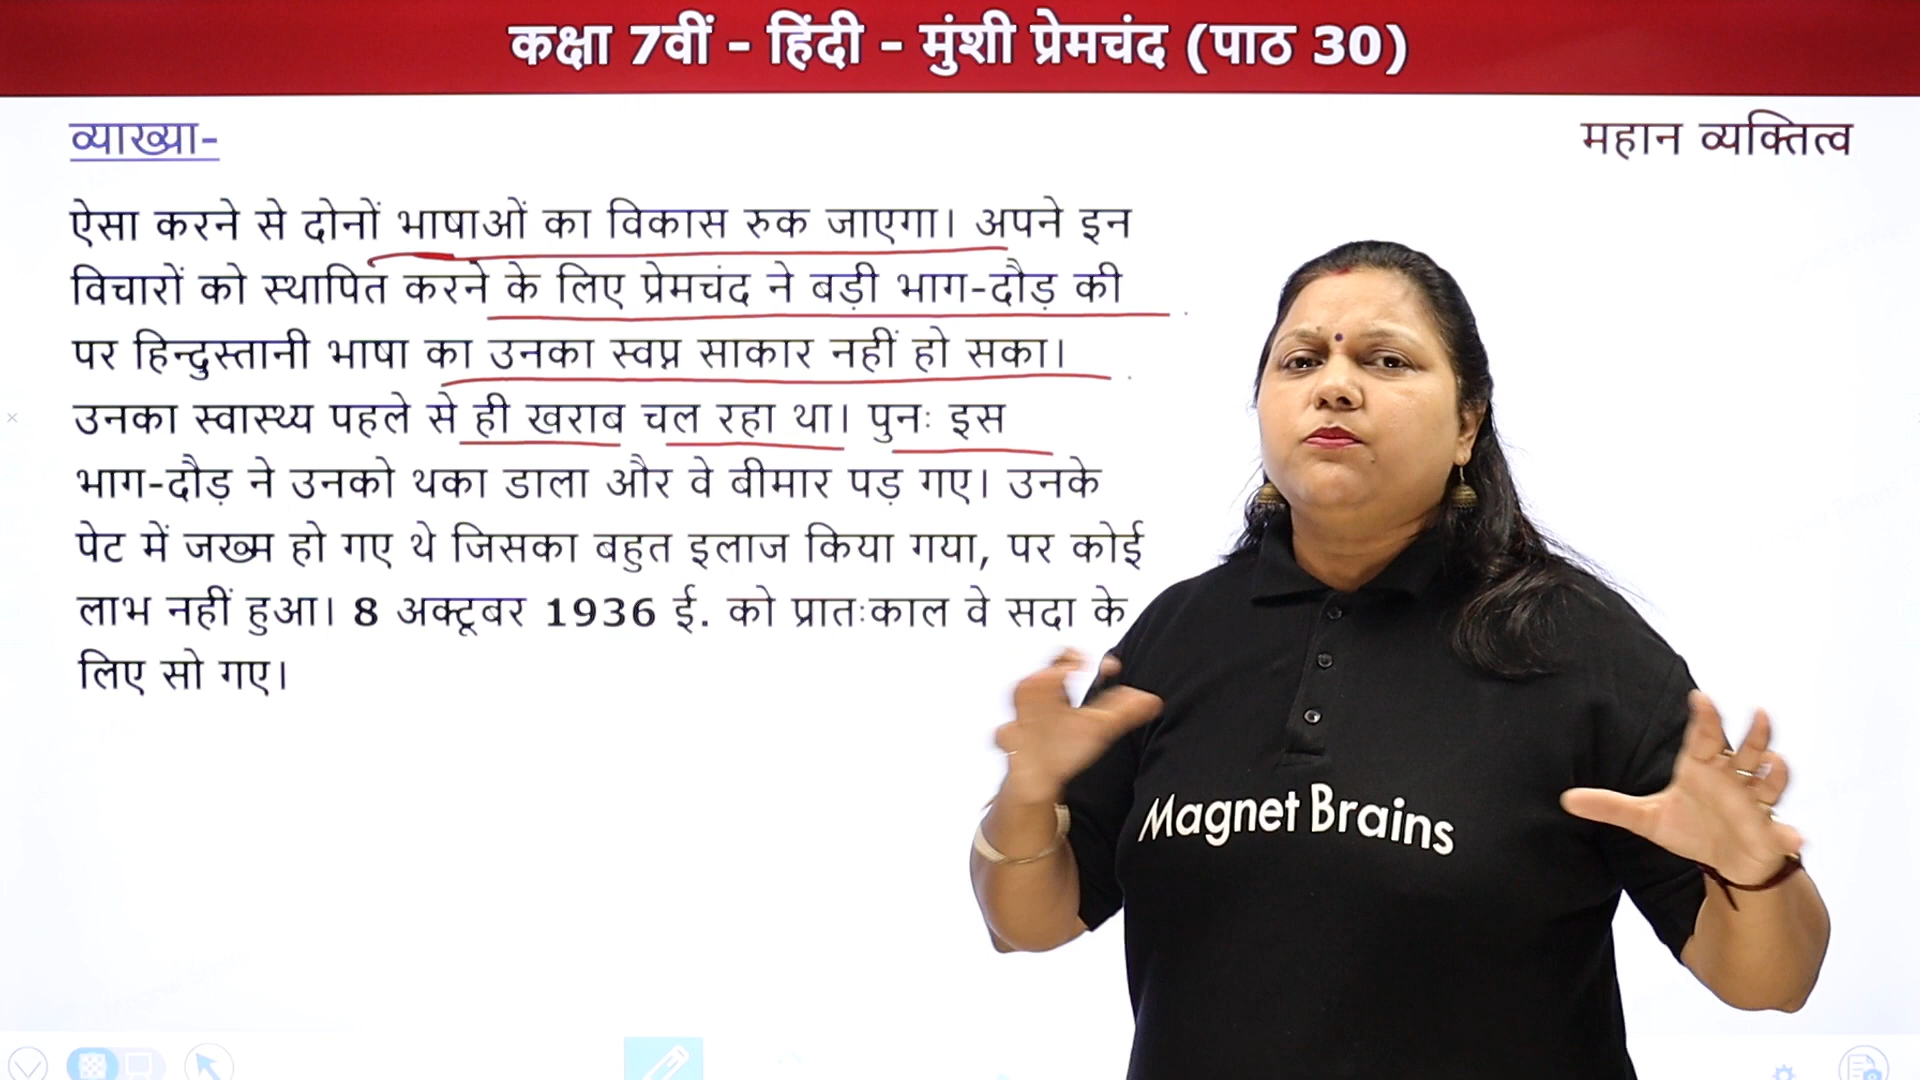 कक्षा 7वीं - हिंदी - मुंशी प्रेमचंद (पाठ 30)
व्याख्या-
महान व्यक्तित्व
ऐसा करने से दोनों भाषाओं का विकास रुक जाएगा। अपने इन
विचारों को स्थापित करने के लिए प्रेमचंद ने बड़ी भाग-दौड़ की
पर हिन्दुस्तानी भाषा का उनका स्वप्न साकार नहीं हो सका।
उनका स्वास्थ्य पहले से ही खराब चल रहा था। पुनः इस
भाग-दौड़ ने उनको थका डाला और वे बीमार पड़ गए। उनके
पेट में जख्म हो गए थे जिसका बहुत इलाज किया गया, पर कोई
लाभ नहीं हुआ। 8 अक्टूबर 1936 ई. को प्रातःकाल वे सदा के
लिए सो गए।
Magnet Brains